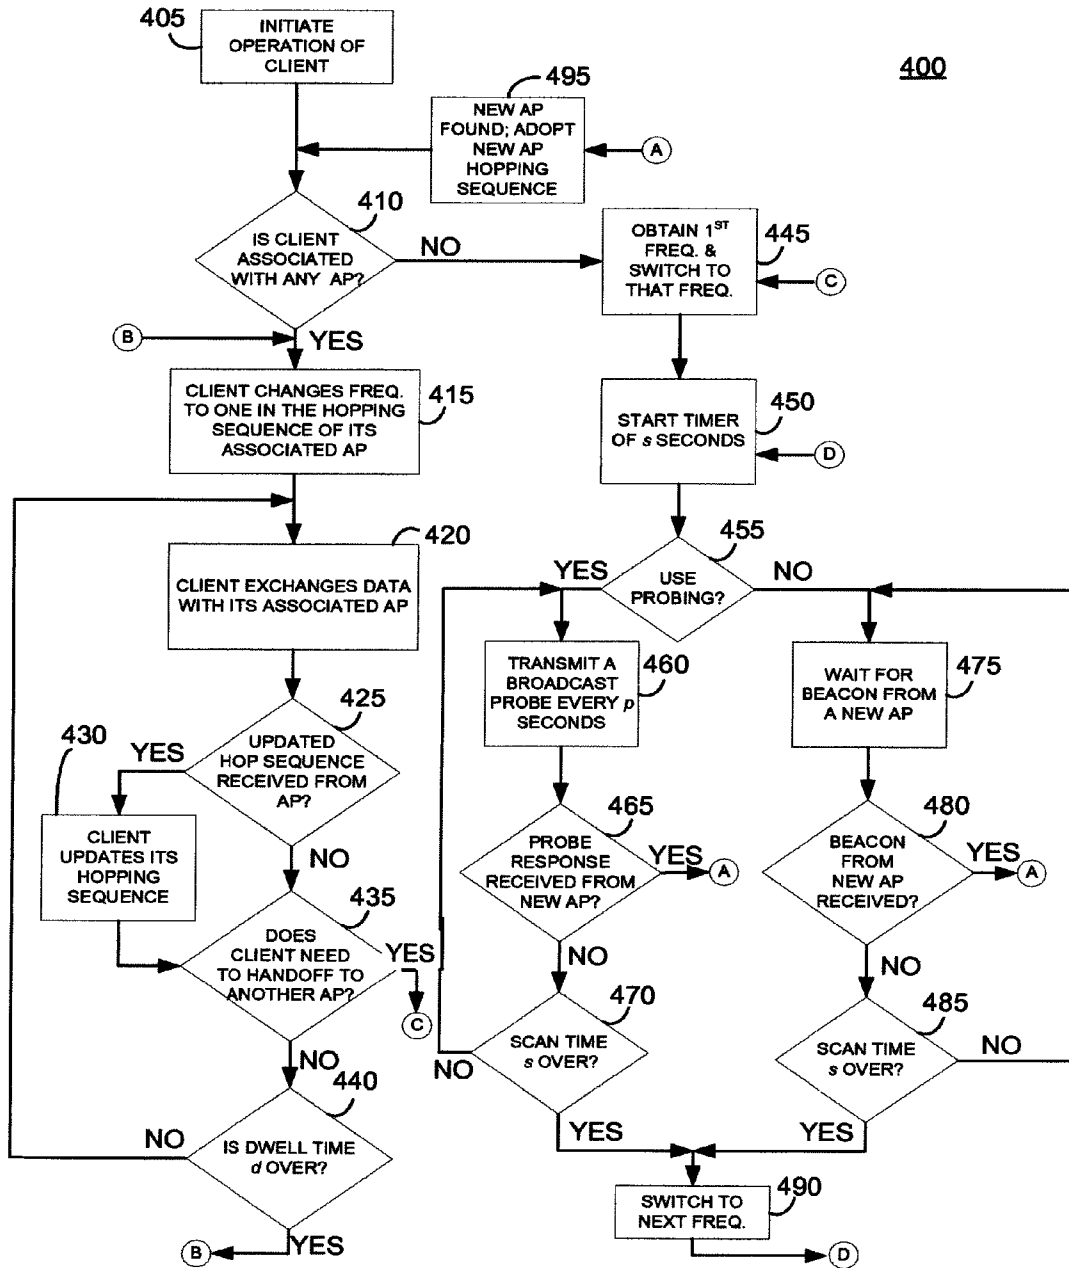 405
INITIATE
OPERATION OF
CLIENT
400
495
NEW AP
FOUND; ADOPT
NEW AP
HOPPING
SEQUENCE
A
410
IS CLIENT
ASSOCIATED
WITH ANY AP?
NO
OBTAIN 1ST
FREQ. &
SWITCH TO
THAT FREQ.
445
C
B
YES
CLIENT CHANGES FREQ.
TO ONE IN THE HOPPING
SEQUENCE OF ITS
ASSOCIATED AP
415
START TIMER
OF s SECONDS
450
D
420
CLIENT EXCHANGES DATA
WITH ITS ASSOCIATED AP
455
YES
USE
PROBING?
NO
TRANSMIT A
BROADCAST
PROBE EVERY p
SECONDS
460
WAIT FOR
BEACON FROM
A NEW AP
475
425
UPDATED
HOP SEQUENCE
RECEIVED FROM
AP?
YES
NO
430
CLIENT
UPDATES ITS
HOPPING
SEQUENCE
465
PROBE
RESPONSE
RECEIVED FROM
NEW AP?
YES
A
NO
480
BEACON
FROM
NEW AP
RECEIVED?
YES
A
NO
435
DOES
CLIENT NEED
TO HANDOFF TO
ANOTHER AP?
YES
C
NO
470
SCAN TIME
s OVER?
NO
YES
485
SCAN TIME
s OVER?
NO
YES
440
IS DWELL TIME
d OVER?
NO
YES
B
SWITCH TO
NEXT FREQ.
490
D